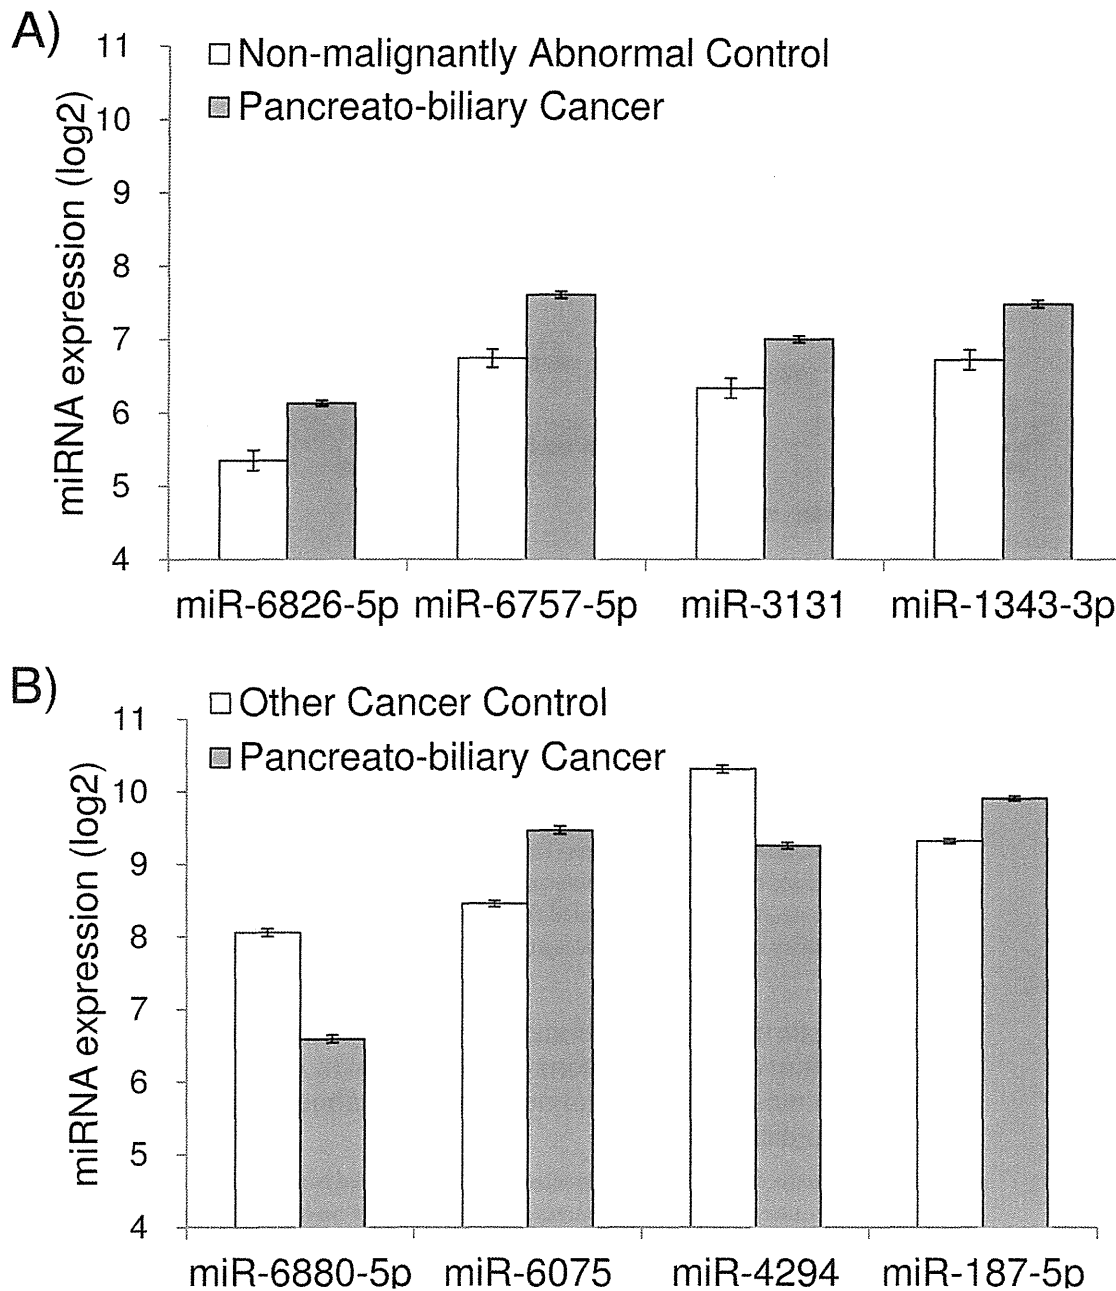 A)
Non-malignantly Abnormal Control
Pancreato-biliary Cancer
miRNA expression (log2)
11
10
9
8
7
6
5
4
miR-6826-5p miR-6757-5p miR-3131 miR-1343-3p
B)
Other Cancer Control
Pancreato-biliary Cancer
miRNA expression (log2)
11
10
9
8
7
6
5
4
miR-6880-5p miR-6075 miR-4294 miR-187-5p